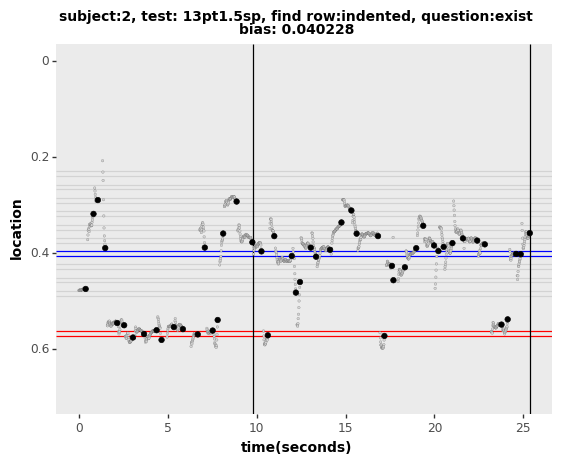 subject:2, test: 13pt1.5sp, find row:indented, question:exist
bias: 0.040228
0
0.2
0.4
0.6
location
0
5
10
15
20
25
time(seconds)